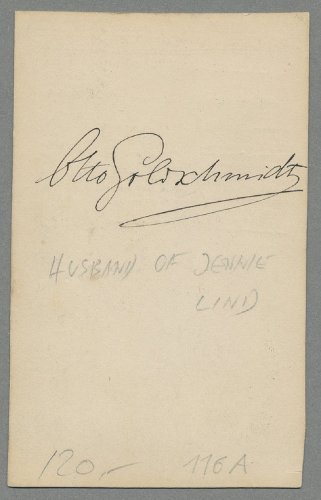 Otto Goldschmidt
HUSBAND OF JENNIE
LIND
120.- 116A